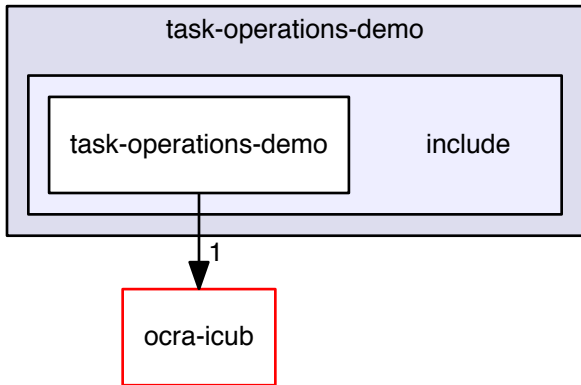 task-operations-demo
task-operations-demo
include
1
ocra-icub